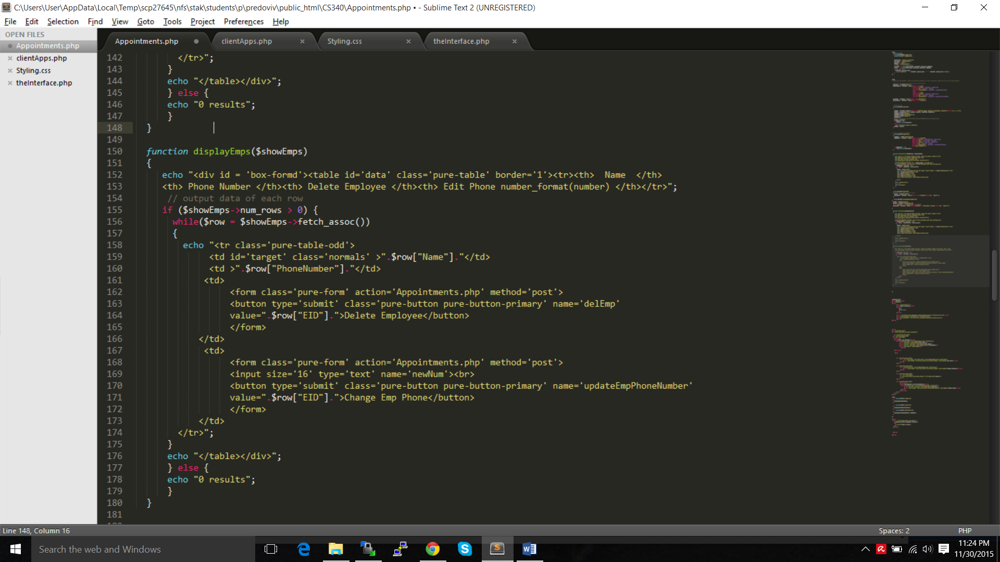 C:\Users\User\AppData\Local\Temp\scp27645\nfs\stak\students\p\predoviv\public_html\CS340\Appointments.php • - Sublime Text 2 (UNREGISTERED)
File Edit Selection Find View Goto Tools Project Preferences Help
OPEN FILES
Appointments.php
clientApps.php
Styling.css
theInterface.php
Appointments.php clientApps.php Styling.css theInterface.php
142 </tr>";
143 }
144 echo "</table></div>";
145 } else {
146 echo "0 results";
147 }
148 }
149
150 function displayEmps($showEmps)
151 {
152 echo "<div id = 'box-formd'><table id='data' class='pure-table' border='1'><tr><th>  Name  </th>
153 <th> Phone Number </th><th> Delete Employee </th><th> Edit Phone number_format(number) </th></tr>";
154 // output data of each row
155 if ($showEmps->num_rows > 0) {
156 while($row = $showEmps->fetch_assoc())
157 {
158 echo "<tr class='pure-table-odd'>
159 <td id='target' class='normals' >".$row["Name"]."</td>
160 <td >".$row["PhoneNumber"]."</td>
161 <td>
162 <form class='pure-form' action='Appointments.php' method='post'>
163 <button type='submit' class='pure-button pure-button-primary' name='delEmp'
164 value=".$row["EID"].">Delete Employee</button>
165 </form>
166 </td>
167 <td>
168 <form class='pure-form' action='Appointments.php' method='post'>
169 <input size='16' type='text' name='newNum'><br>
170 <button type='submit' class='pure-button pure-button-primary' name='updateEmpPhoneNumber'
171 value=".$row["EID"].">Change Emp Phone</button>
172 </form>
173 </td>
174 </tr>";
175 }
176 echo "</table></div>";
177 } else {
178 echo "0 results";
179 }
180 }
181
Line 148, Column 16 Spaces: 2 PHP
Search the web and Windows
11:24 PM
11/30/2015